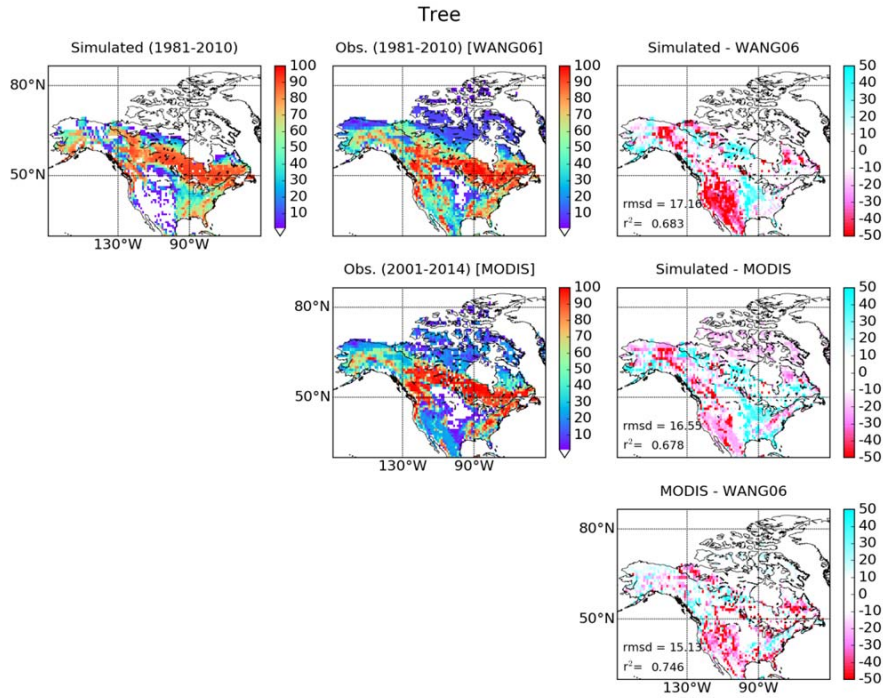 Tree
Simulated (1981-2010)
Obs. (1981-2010) [WANG06]
Simulated - WANG06
80°N
50°N
130°W 90°W
100
90
80
70
60
50
40
30
20
10
130°W 90°W
100
90
80
70
60
50
40
30
20
10
rmsd = 17.16
r²= 0.683
50
40
30
20
10
0
-10
-20
-30
-40
-50
Obs. (2001-2014) [MODIS]
Simulated - MODIS
80°N
50°N
130°W 90°W
100
90
80
70
60
50
40
30
20
10
rmsd = 16.55
r²= 0.678
50
40
30
20
10
0
-10
-20
-30
-40
-50
MODIS - WANG06
80°N
50°N
rmsd = 15.13
r²= 0.746
130°W 90°W
50
40
30
20
10
0
-10
-20
-30
-40
-50